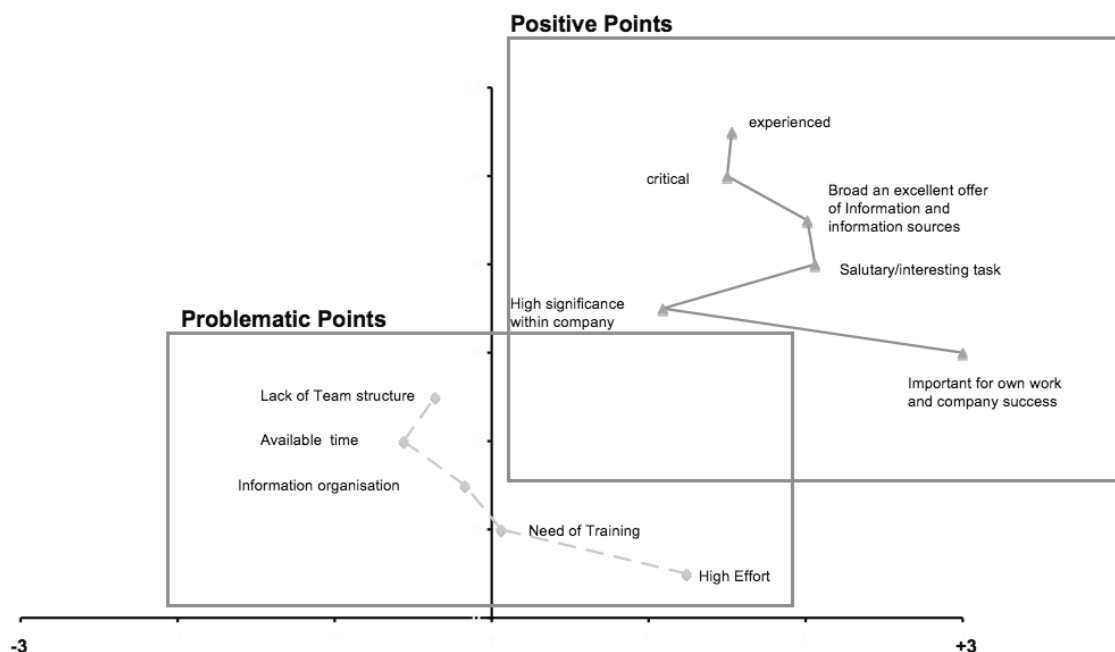 Positive Points
experienced
critical
Broad an excellent offer
of Information and
information sources
Salutary/interesting task
High significance
within company
Problematic Points
Important for own work
and company success
Lack of Team structure
Available time
Information organisation
Need of Training
High Effort
-3
+3